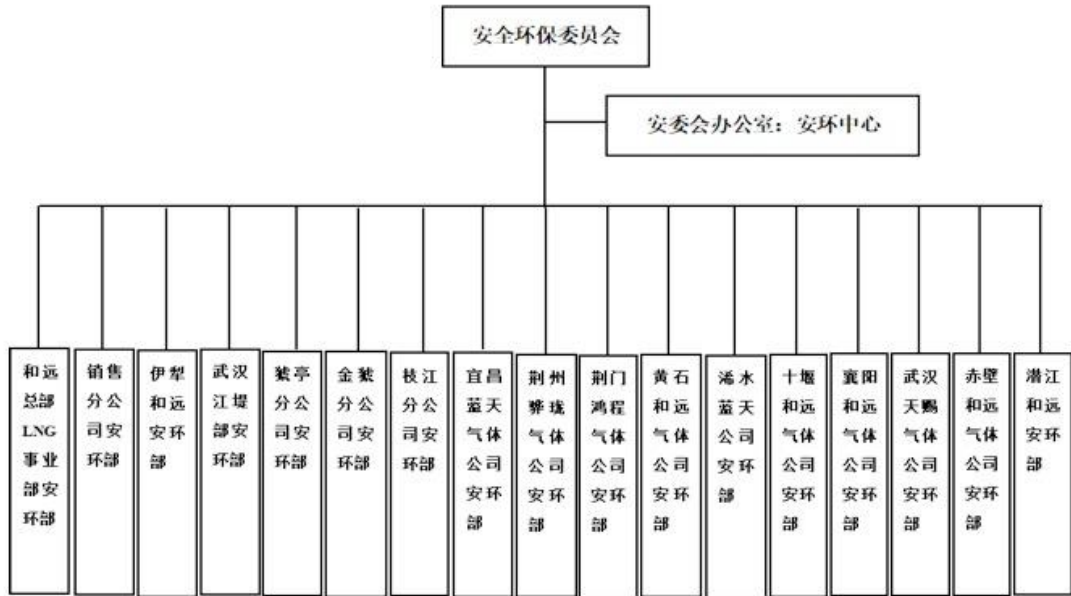 安全环保委员会
安委会办公室：安环中心
和远
总部
LNG
事业
部安
环部
销售
分公
司安
环部
伊犁
和远
安环
部
武汉
江堤
部安
环部
猇亭
分公
司安
环部
金猇
分公
司安
环部
枝江
分公
司安
环部
宜昌
蓝天
气体
公司
安环
部
荆州
骅珑
气体
公司
安环
部
荆门
鸿程
气体
公司
安环
部
黄石
和远
气体
公司
安环
部
浠水
蓝天
公司
安环
部
十堰
和远
气体
公司
安环
部
襄阳
和远
气体
公司
安环
部
武汉
天赐
气体
公司
安环
部
赤壁
和远
气体
公司
安环
部
潜江
和远
安环
部